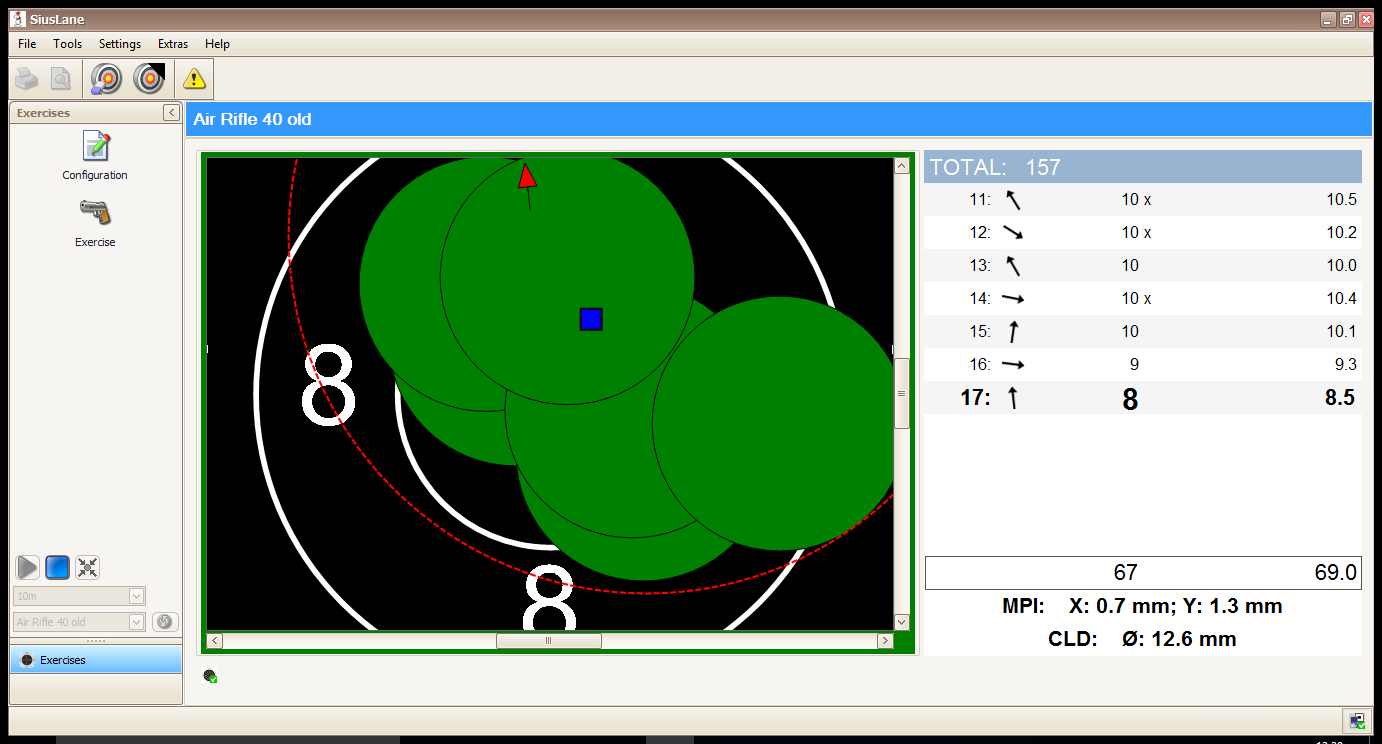 SiusLane
File Tools Settings Extras Help
Exercises
Configuration
Exercise
10m
Air Rifle 40 old
Exercises
Air Rifle 40 old
8
8
TOTAL: 157
11: 10 x 10.5
12: 10 x 10.2
13: 10 10.0
14: 10 x 10.4
15: 10 10.1
16: 9 9.3
17: 8 8.5
67 69.0
MPI: X: 0.7 mm; Y: 1.3 mm
CLD: Ø: 12.6 mm